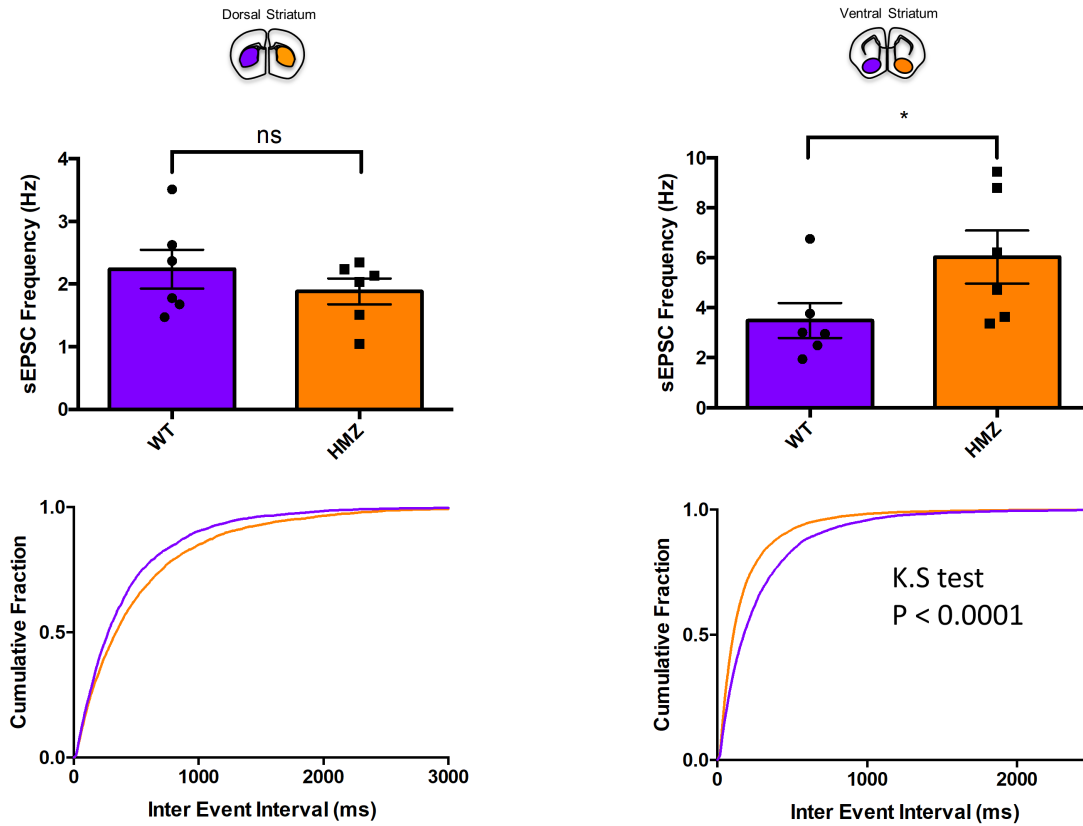 Dorsal Striatum
ns
4
3
2
1
0
sEPSC Frequency (Hz)
WT
HMZ
Ventral Striatum
*
10
8
6
4
2
0
sEPSC Frequency (Hz)
WT
HMZ
1.0
0.5
0.0
Cumulative Fraction
0 1000 2000 3000
Inter Event Interval (ms)
1.0
0.5
0.0
Cumulative Fraction
K.S test
P < 0.0001
0 1000 2000
Inter Event Interval (ms)